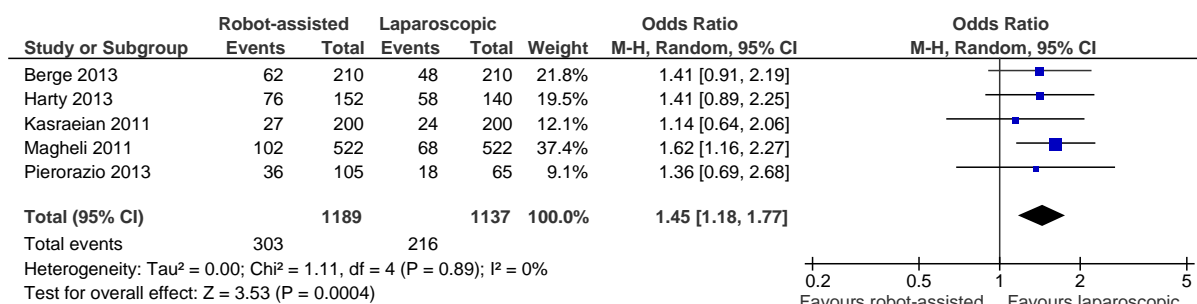 Robot-assisted Laparoscopic Odds Ratio Odds Ratio
Study or Subgroup Events Total Events Total Weight M-H, Random, 95% CI M-H, Random, 95% CI
Berge 2013 62 210 48 210 21.8% 1.41 [0.91, 2.19]
Harty 2013 76 152 58 140 19.5% 1.41 [0.89, 2.25]
Kasraeian 2011 27 200 24 200 12.1% 1.14 [0.64, 2.06]
Magheli 2011 102 522 68 522 37.4% 1.62 [1.16, 2.27]
Pierorazio 2013 36 105 18 65 9.1% 1.36 [0.69, 2.68]
Total (95% CI) 1189 1137 100.0% 1.45 [1.18, 1.77]
Total events 303 216
Heterogeneity: Tau² = 0.00; Chi² = 1.11, df = 4 (P = 0.89); I² = 0%
Test for overall effect: Z = 3.53 (P = 0.0004)
0.2 0.5 1 2 5
Favours robot-assisted Favours laparoscopic